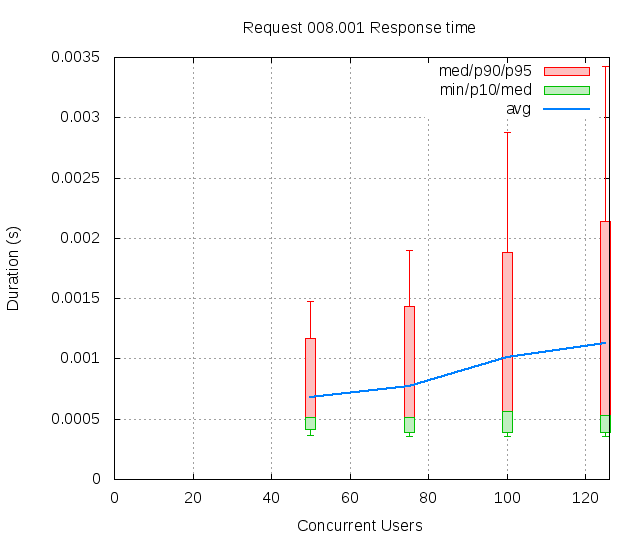 Request 008.001 Response time
med/p90/p95
min/p10/med
avg
Duration (s)
0.0035
0.003
0.0025
0.002
0.0015
0.001
0.0005
0
0 20 40 60 80 100 120
Concurrent Users